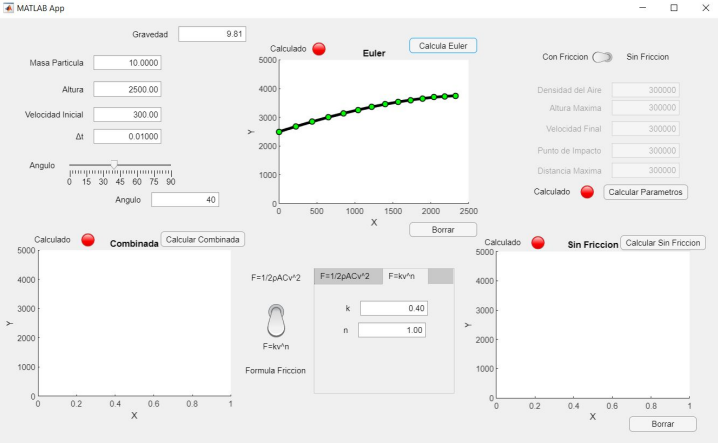 MATLAB App
Gravedad 9.81
Masa Particula 10.0000
Altura 2500.00
Velocidad Inicial 300.00
Δt 0.01000
Angulo
0 15 30 45 60 75 90
Angulo 40
Calculado
Euler
Calcula Euler
5000
4000
3000
2000
1000
0
Y
0 500 1000 1500 2000 2500
X
Borrar
Con Friccion Sin Friccion
Densidad del Aire 300000
Altura Maxima 300000
Velocidad Final 300000
Punto de Impacto 300000
Distancia Maxima 300000
Calculado Calcular Parametros
Calculado Combinada Calcular Combinada
5000
4000
3000
2000
1000
0
Y
0 0.2 0.4 0.6 0.8 1
X
F=1/2ρACv^2
F=kv^n
Formula Friccion
F=1/2ρACv^2 F=kv^n
k 0.40
n 1.00
Calculado Sin Friccion Calcular Sin Friccion
5000
4000
3000
2000
1000
0
Y
0 0.2 0.4 0.6 0.8 1
X
Borrar